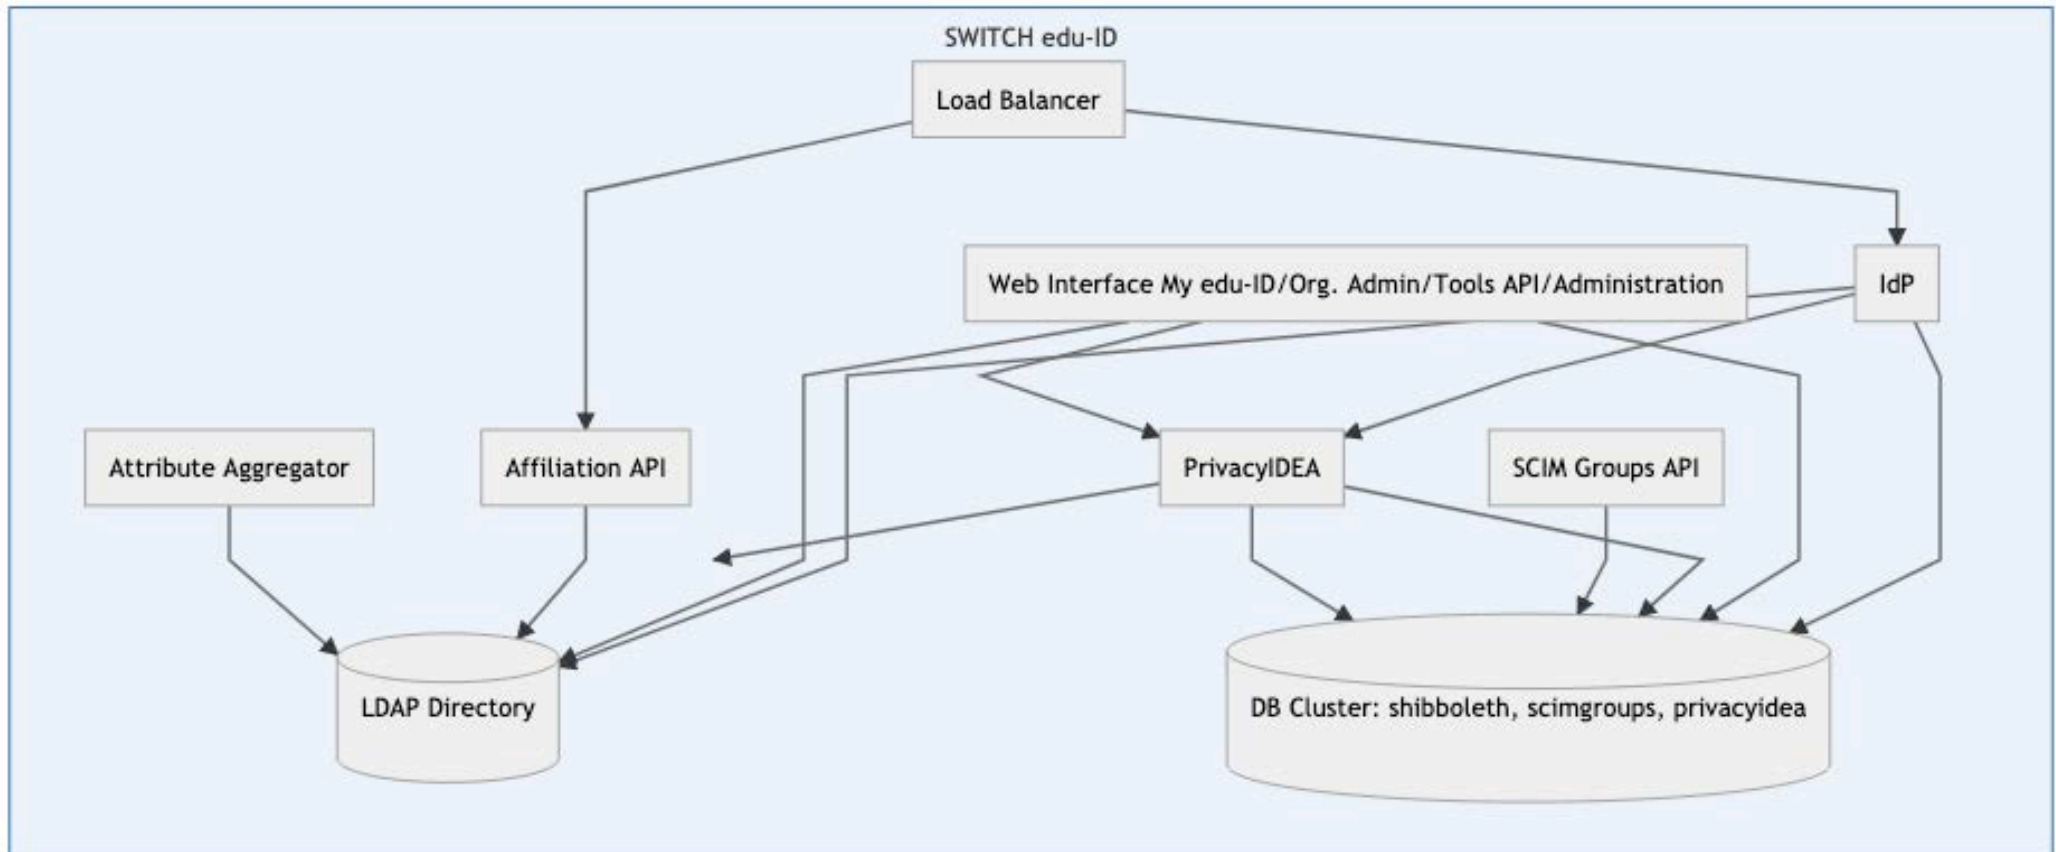 SWITCH edu-ID
Load Balancer
Web Interface My edu-ID/Org. Admin/Tools API/Administration
IdP
Attribute Aggregator
Affiliation API
PrivacyIDEA
SCIM Groups API
LDAP Directory
DB Cluster: shibboleth, scimgroups, privacyidea